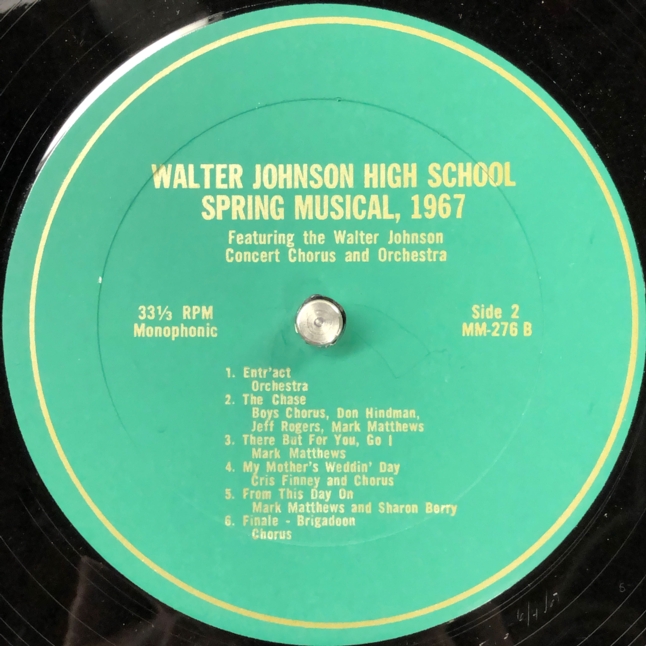 WALTER JOHNSON HIGH SCHOOL
SPRING MUSICAL, 1967
Featuring the Walter Johnson
Concert Chorus and Orchestra
33⅓ RPM
Monophonic
Side 2
MM-276 B
1. Entr'act
Orchestra
2. The Chase
Boys Chorus, Don Hindman,
Jeff Rogers, Mark Matthews
3. There But For You, Go I
Mark Matthews
4. My Mother's Weddin' Day
Cris Finney and Chorus
5. From This Day On
Mark Matthews and Sharon Berry
6. Finale - Brigadoon
Chorus